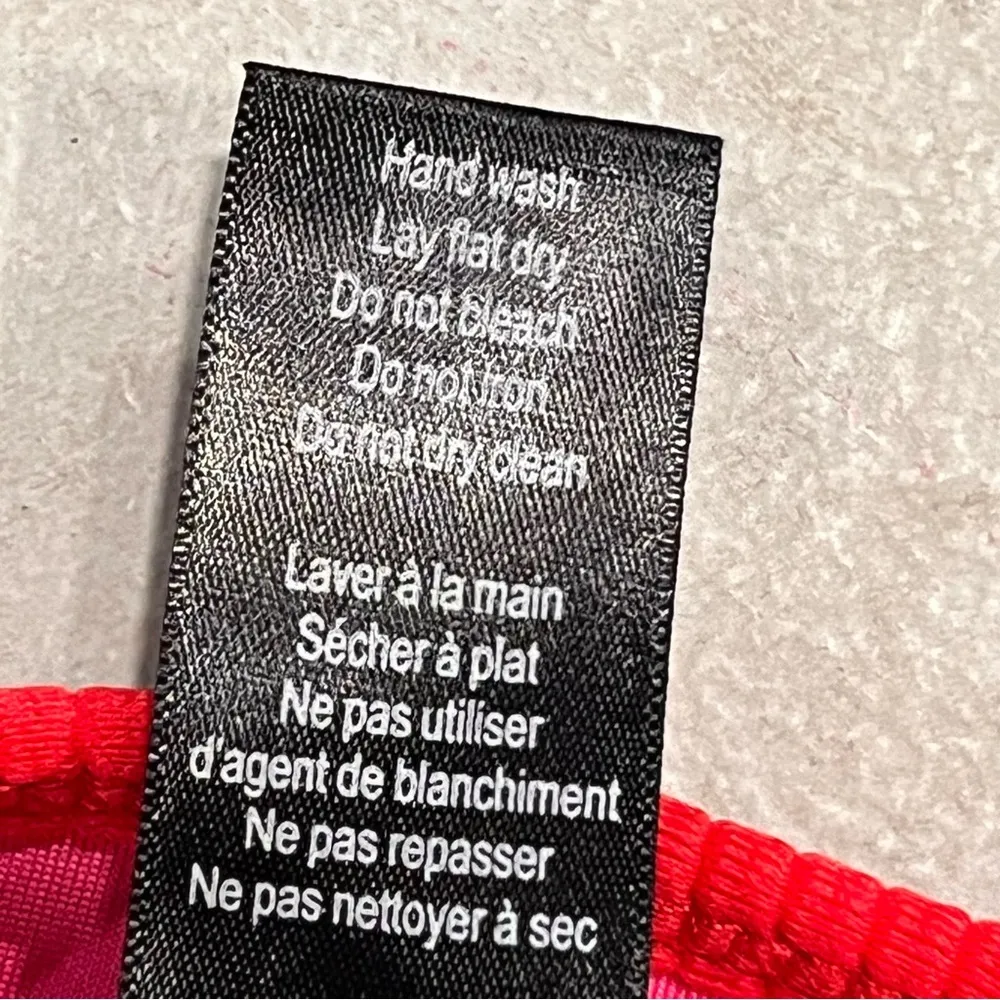 Hand wash
Lay flat dry
Do not bleach
Do not iron
Do not dry clean
Laver à la main
Sécher à plat
Ne pas utiliser
d'agent de blanchiment
Ne pas repasser
Ne pas nettoyer à sec